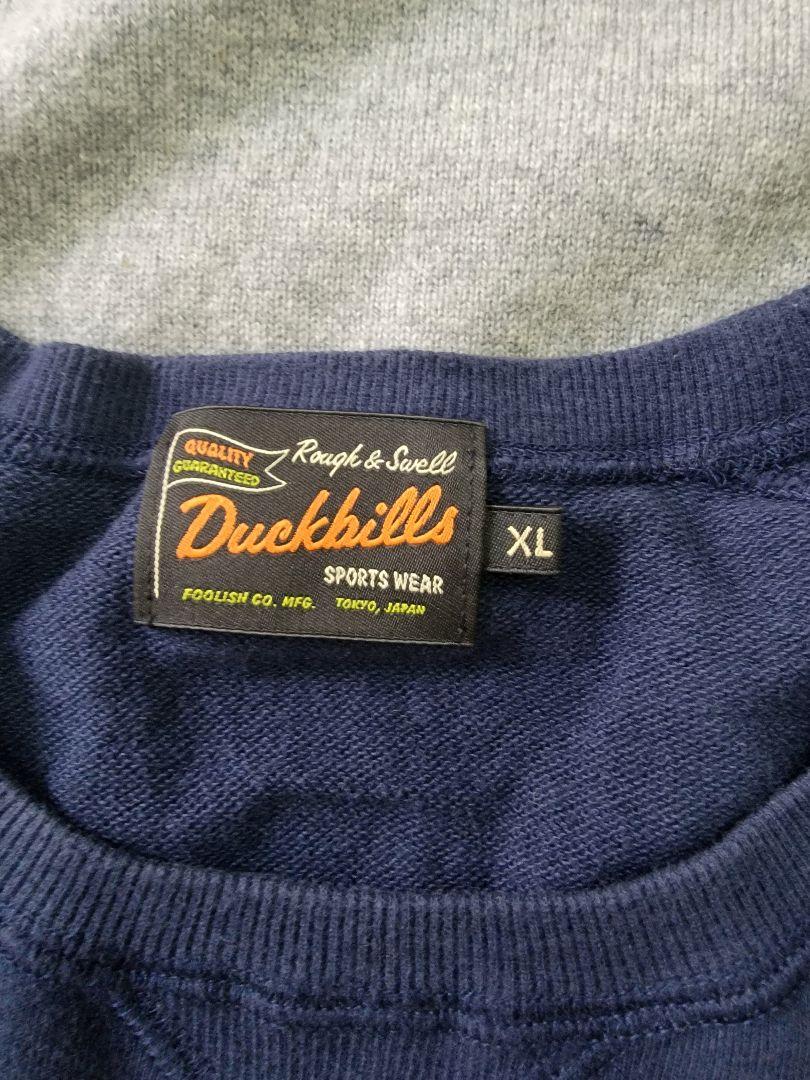 QUALITY
GUARANTEED
Rough & Swell
Duckbills
SPORTS WEAR
FOOLISH CO. MFG. TOKYO, JAPAN
XL